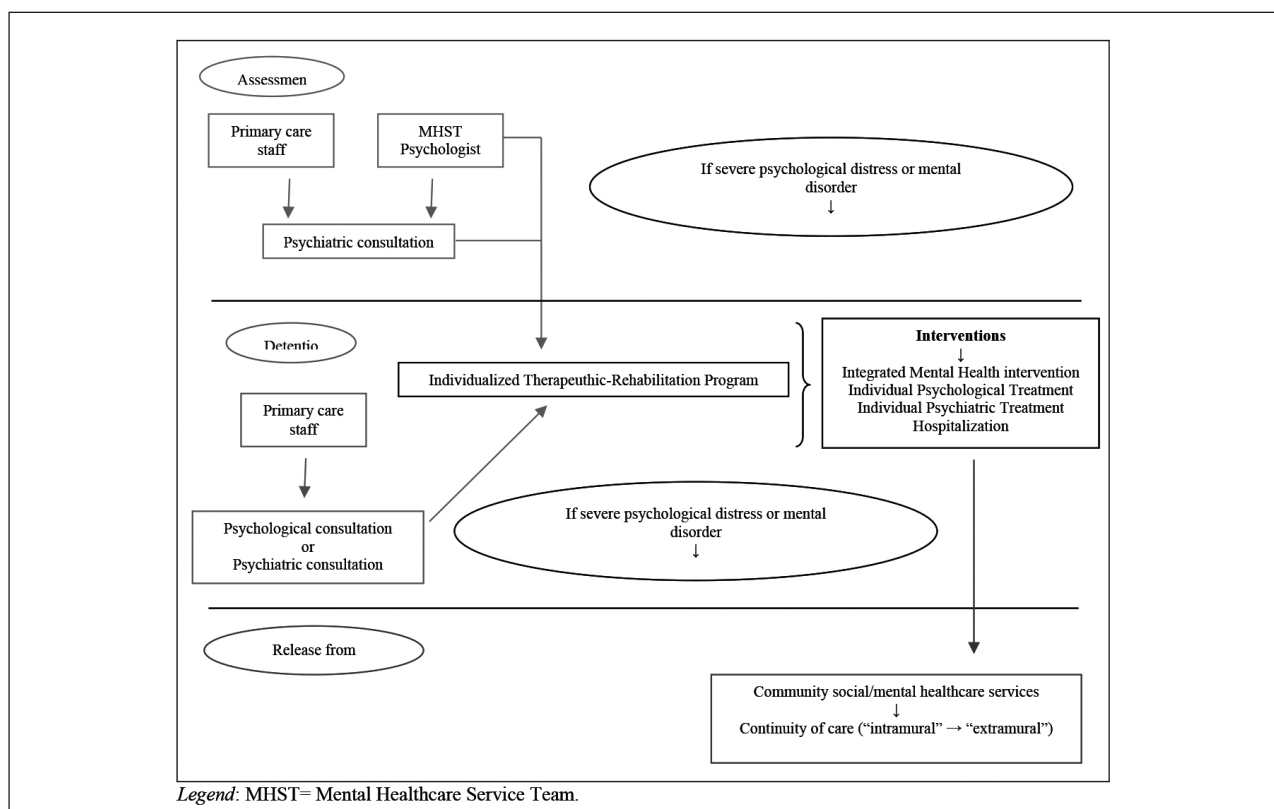 Assessmen
Primary care
staff
MHST
Psychologist
If severe psychological distress or mental
disorder
↓
Psychiatric consultation
Detentio
Interventions
↓
Integrated Mental Health intervention
Individual Psychological Treatment
Individual Psychiatric Treatment
Hospitalization
Individualized Therapeuthic-Rehabilitation Program
Primary care
staff
If severe psychological distress or mental
disorder
↓
Psychological consultation
or
Psychiatric consultation
Release from
Community social/mental healthcare services
↓
Continuity of care (“intramural” → “extramural”)
Legend: MHST= Mental Healthcare Service Team.